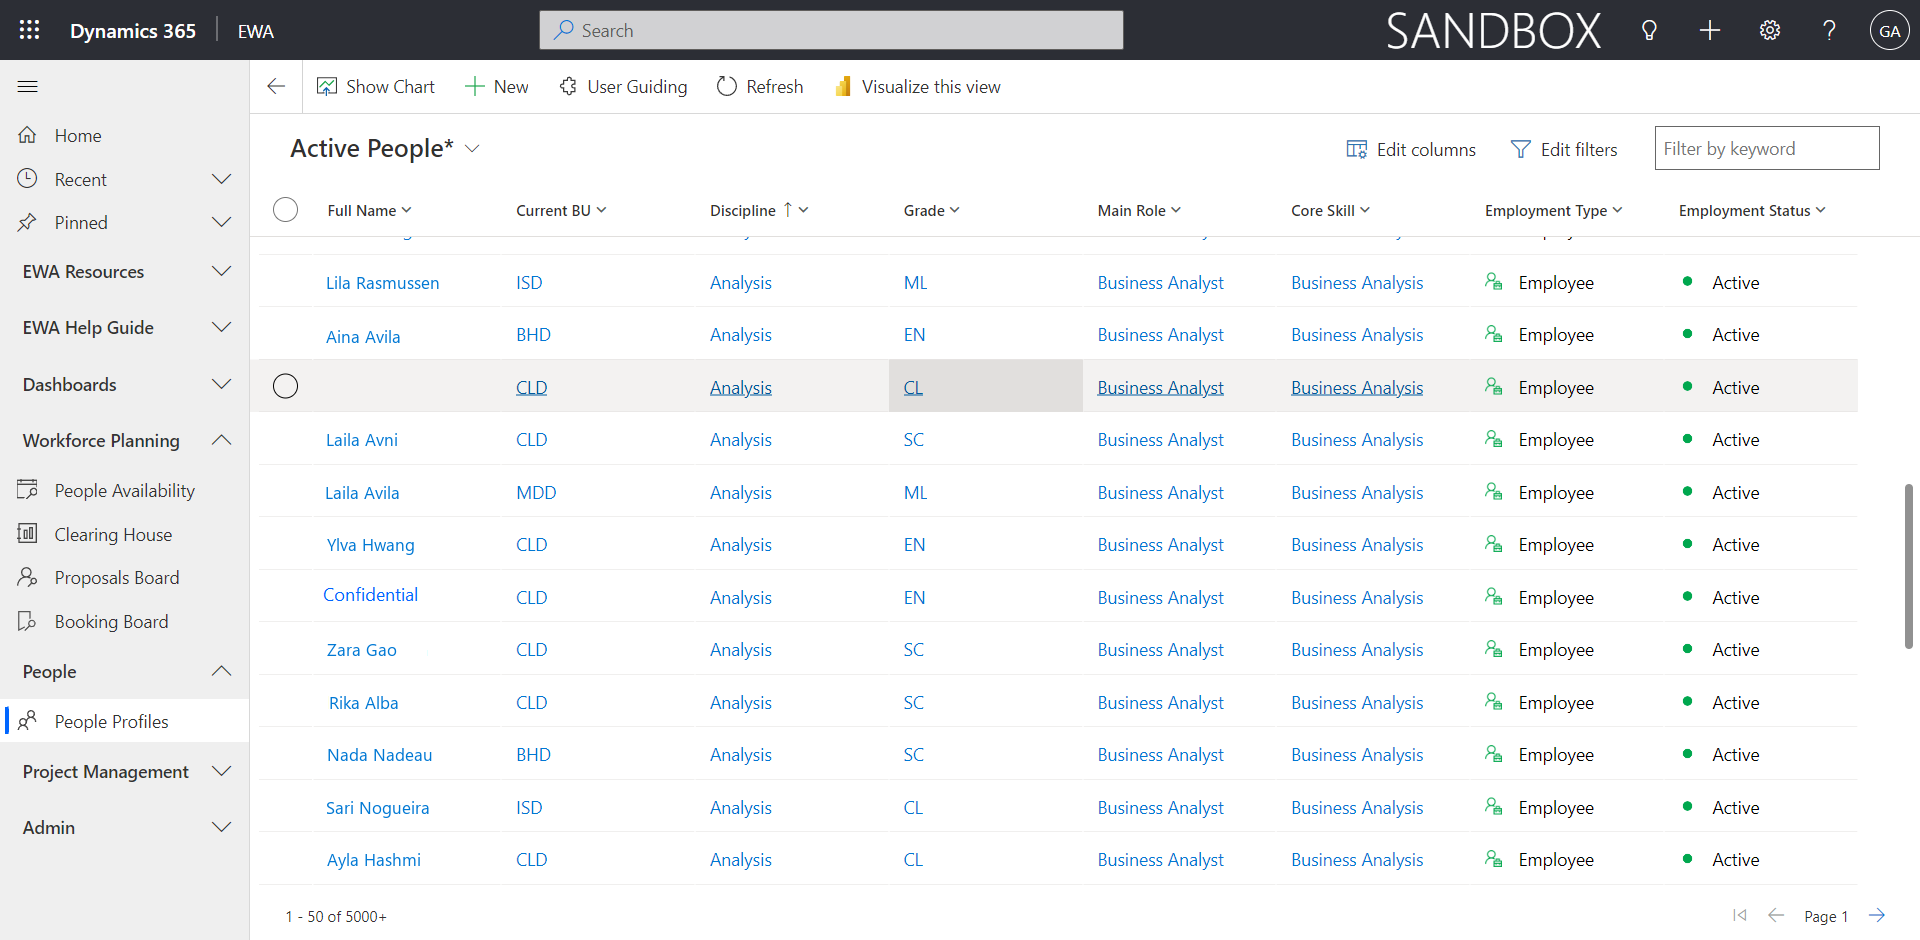 Dynamics 365 EWA Search SANDBOX GA
Show Chart New User Guiding Refresh Visualize this view
Home
Recent
Pinned
EWA Resources
EWA Help Guide
Dashboards
Workforce Planning
People Availability
Clearing House
Proposals Board
Booking Board
People
People Profiles
Project Management
Admin
Active People* Edit columns Edit filters Filter by keyword
Full Name Current BU Discipline ↑ Grade Main Role Core Skill Employment Type Employment Status
Lila Rasmussen ISD Analysis ML Business Analyst Business Analysis Employee Active
Aina Avila BHD Analysis EN Business Analyst Business Analysis Employee Active
CLD Analysis CL Business Analyst Business Analysis Employee Active
Laila Avni CLD Analysis SC Business Analyst Business Analysis Employee Active
Laila Avila MDD Analysis ML Business Analyst Business Analysis Employee Active
Ylva Hwang CLD Analysis EN Business Analyst Business Analysis Employee Active
Confidential CLD Analysis EN Business Analyst Business Analysis Employee Active
Zara Gao CLD Analysis SC Business Analyst Business Analysis Employee Active
Rika Alba CLD Analysis SC Business Analyst Business Analysis Employee Active
Nada Nadeau BHD Analysis SC Business Analyst Business Analysis Employee Active
Sari Nogueira ISD Analysis CL Business Analyst Business Analysis Employee Active
Ayla Hashmi CLD Analysis CL Business Analyst Business Analysis Employee Active
1 - 50 of 5000+ Page 1